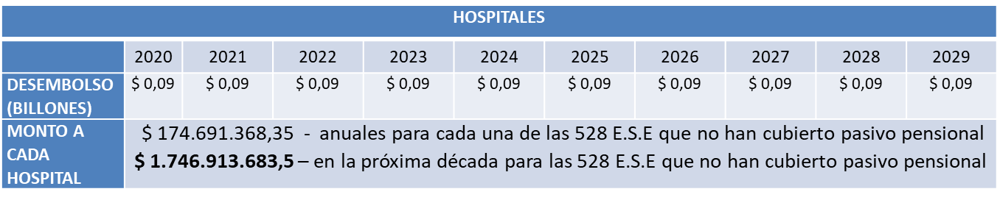 HOSPITALES
2020 2021 2022 2023 2024 2025 2026 2027 2028 2029
DESEMBOLSO $ 0,09 $ 0,09 $ 0,09 $ 0,09 $ 0,09 $ 0,09 $ 0,09 $ 0,09 $ 0,09 $ 0,09
(BILLONES)
MONTO A
CADA
HOSPITAL
$ 174.691.368,35 - anuales para cada una de las 528 E.S.E que no han cubierto pasivo pensional
$ 1.746.913.683,5 – en la próxima década para las 528 E.S.E que no han cubierto pasivo pensional